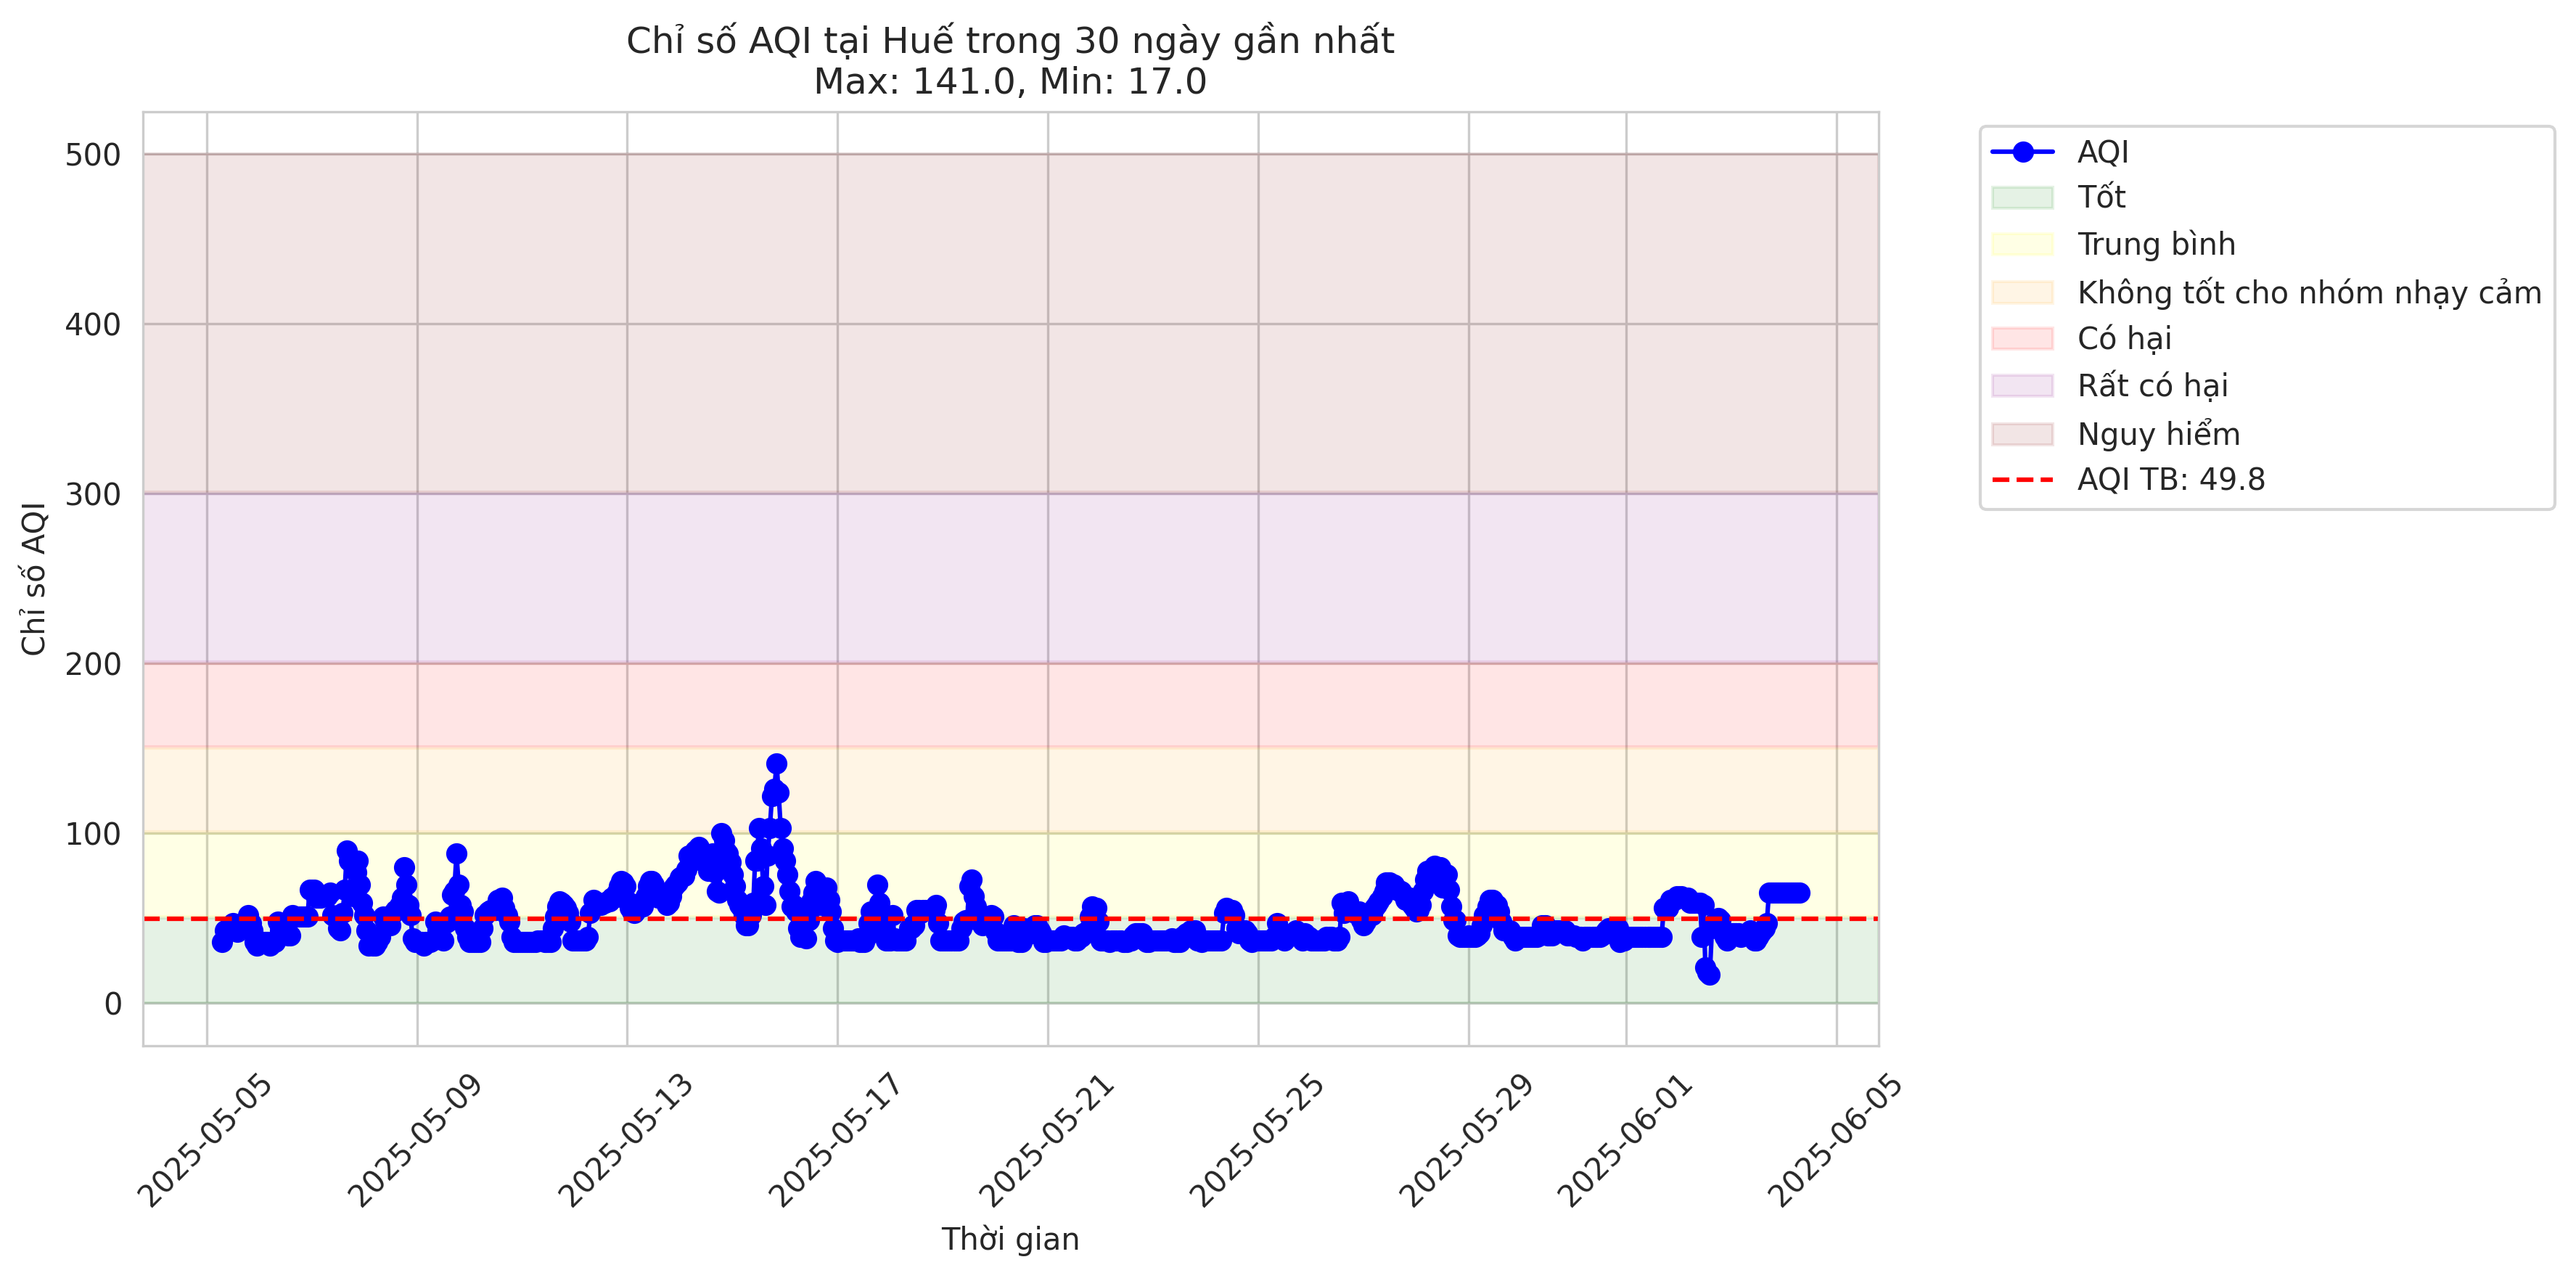 Chỉ số AQI tại Huế trong 30 ngày gần nhất
Max: 141.0, Min: 17.0
Chỉ số AQI
500
400
300
200
100
0
2025-05-05
2025-05-09
2025-05-13
2025-05-17
2025-05-21
2025-05-25
2025-05-29
2025-06-01
2025-06-05
Thời gian
AQI
Tốt
Trung bình
Không tốt cho nhóm nhạy cảm
Có hại
Rất có hại
Nguy hiểm
AQI TB: 49.8